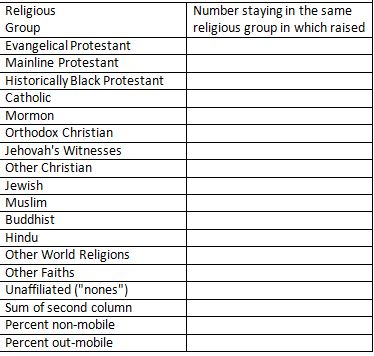 Religious
Group
Number staying in the same
religious group in which raised
Evangelical Protestant
Mainline Protestant
Historically Black Protestant
Catholic
Mormon
Orthodox Christian
Jehovah's Witnesses
Other Christian
Jewish
Muslim
Buddhist
Hindu
Other World Religions
Other Faiths
Unaffiliated ("nones")
Sum of second column
Percent non-mobile
Percent out-mobile